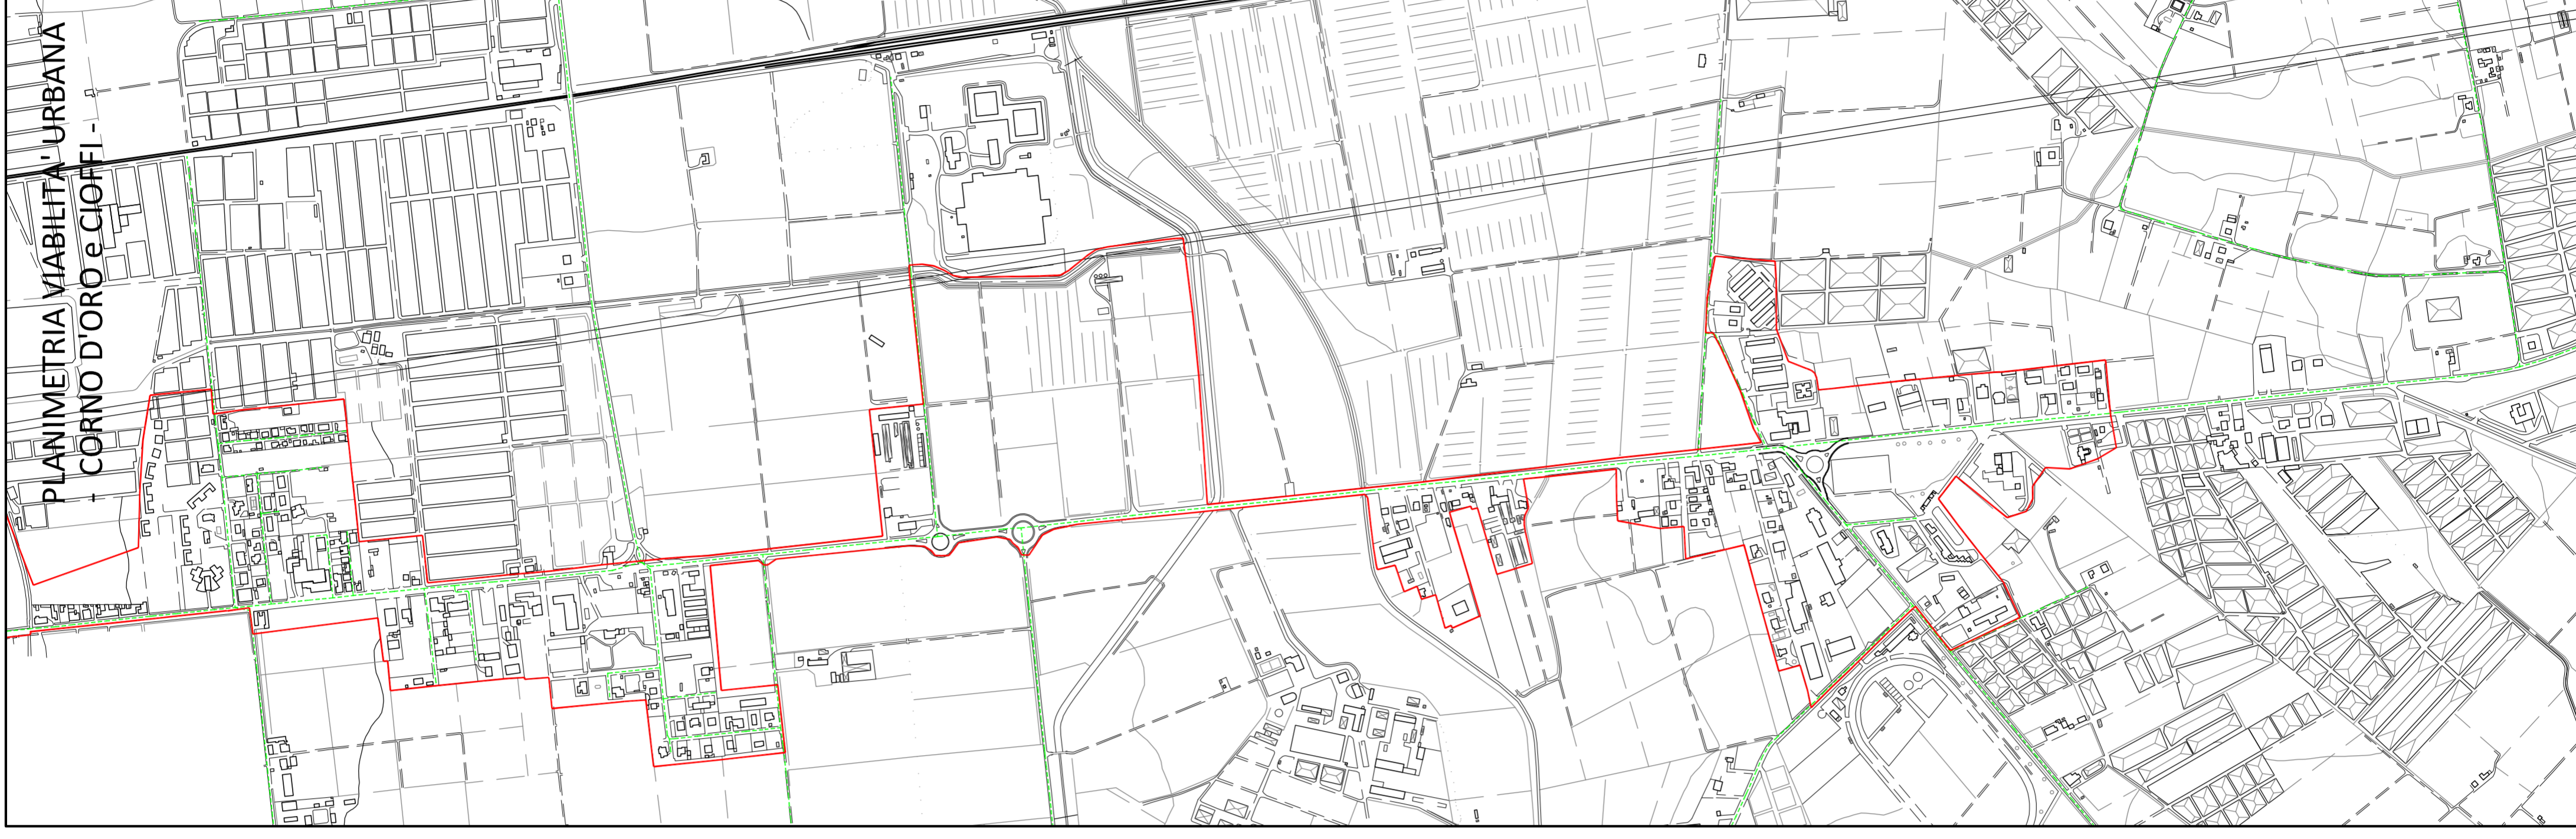 PLANIMETRIA VIABILITA' URBANA
- CORNO D'ORO e CIOFFI -